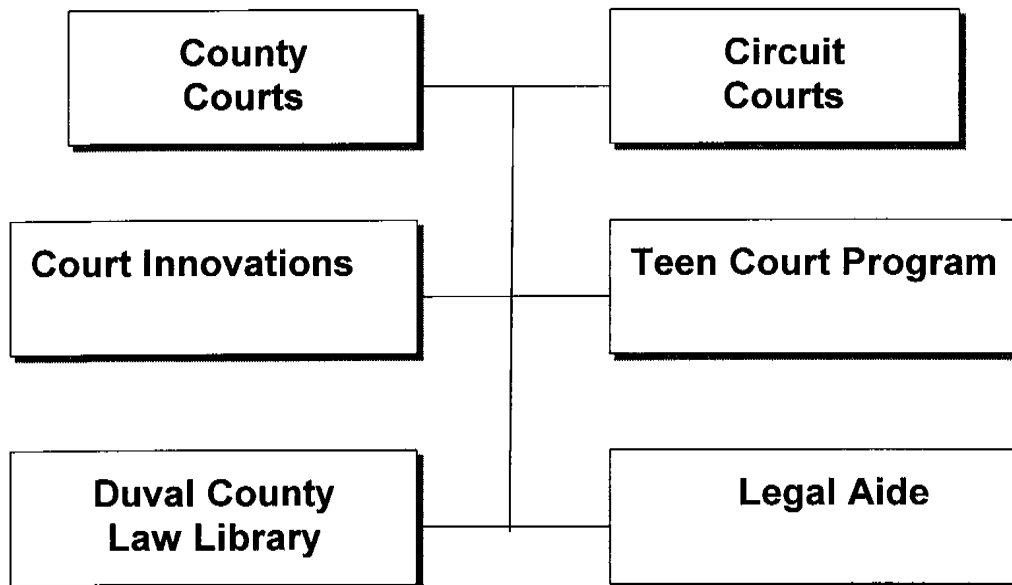 County
Courts
Circuit
Courts
Court Innovations
Teen Court Program
Duval County
Law Library
Legal Aide